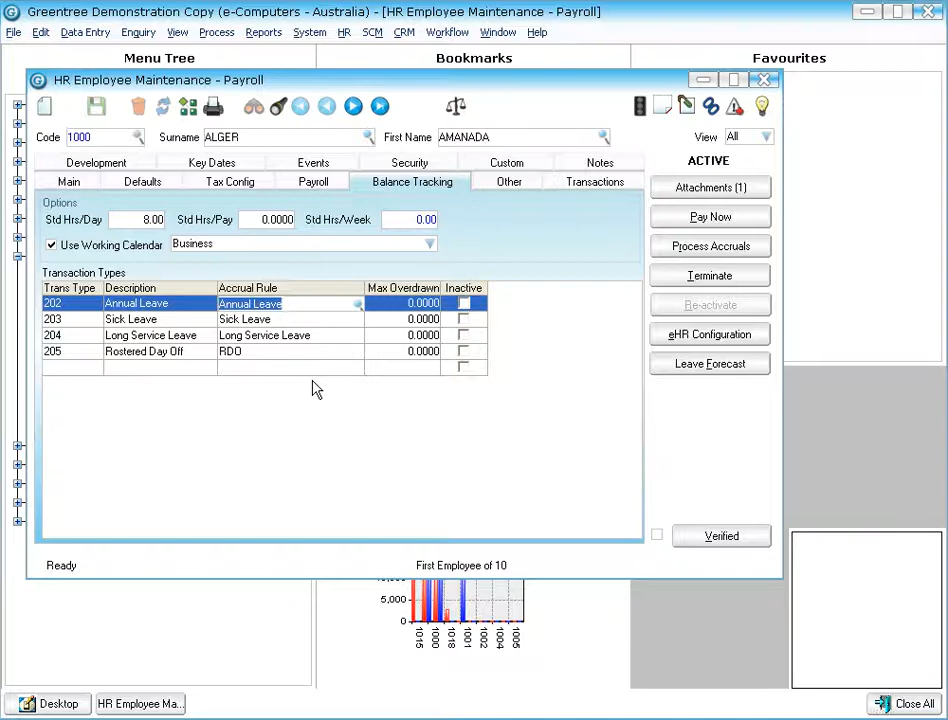 Greentree Demonstration Copy (e-Computers - Australia) - [HR Employee Maintenance - Payroll]
File Edit Data Entry Enquiry View Process Reports System HR SCM CRM Workflow Window Help
Menu Tree Bookmarks Favourites
HR Employee Maintenance - Payroll
Code 1000 Surname ALGER First Name AMANADA View All
Development Key Dates Events Security Custom Notes ACTIVE
Main Defaults Tax Config Payroll Balance Tracking Other Transactions Attachments (1)
Options
Std Hrs/Day 8.00 Std Hrs/Pay 0.0000 Std Hrs/Week 0.00 Pay Now
Use Working Calendar Business Process Accruals
Transaction Types Terminate
Trans Type Description Accrual Rule Max Overdrawn Inactive
202 Annual Leave Annual Leave 0.0000 Re-activate
203 Sick Leave Sick Leave 0.0000
204 Long Service Leave Long Service Leave 0.0000 eHR Configuration
205 Rostered Day Off RDO 0.0000
Leave Forecast
Verified
Ready First Employee of 10
5,000
0
1015 1000 1018 1001 1002 1004 1005
Desktop HR Employee Ma... Close All